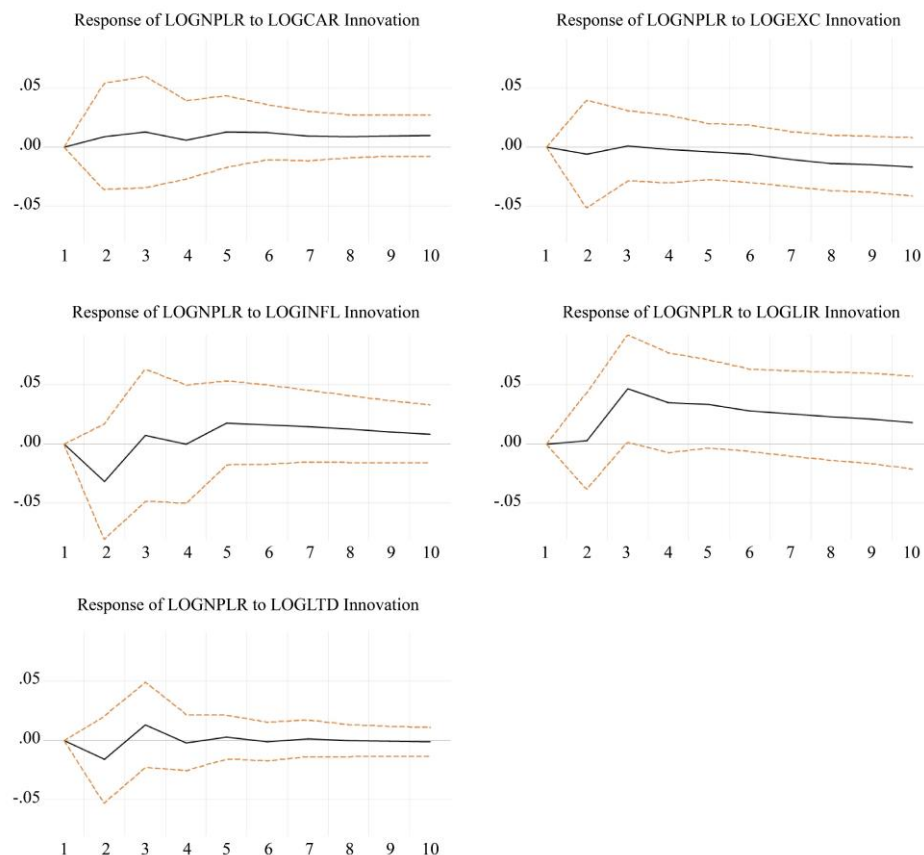 Response of LOGNPLR to LOGCAR Innovation
.05
.00
-.05
1 2 3 4 5 6 7 8 9 10
Response of LOGNPLR to LOGEXC Innovation
.05
.00
-.05
1 2 3 4 5 6 7 8 9 10
Response of LOGNPLR to LOGINFL Innovation
.05
.00
-.05
1 2 3 4 5 6 7 8 9 10
Response of LOGNPLR to LOGLIR Innovation
.05
.00
-.05
1 2 3 4 5 6 7 8 9 10
Response of LOGNPLR to LOGLTD Innovation
.05
.00
-.05
1 2 3 4 5 6 7 8 9 10